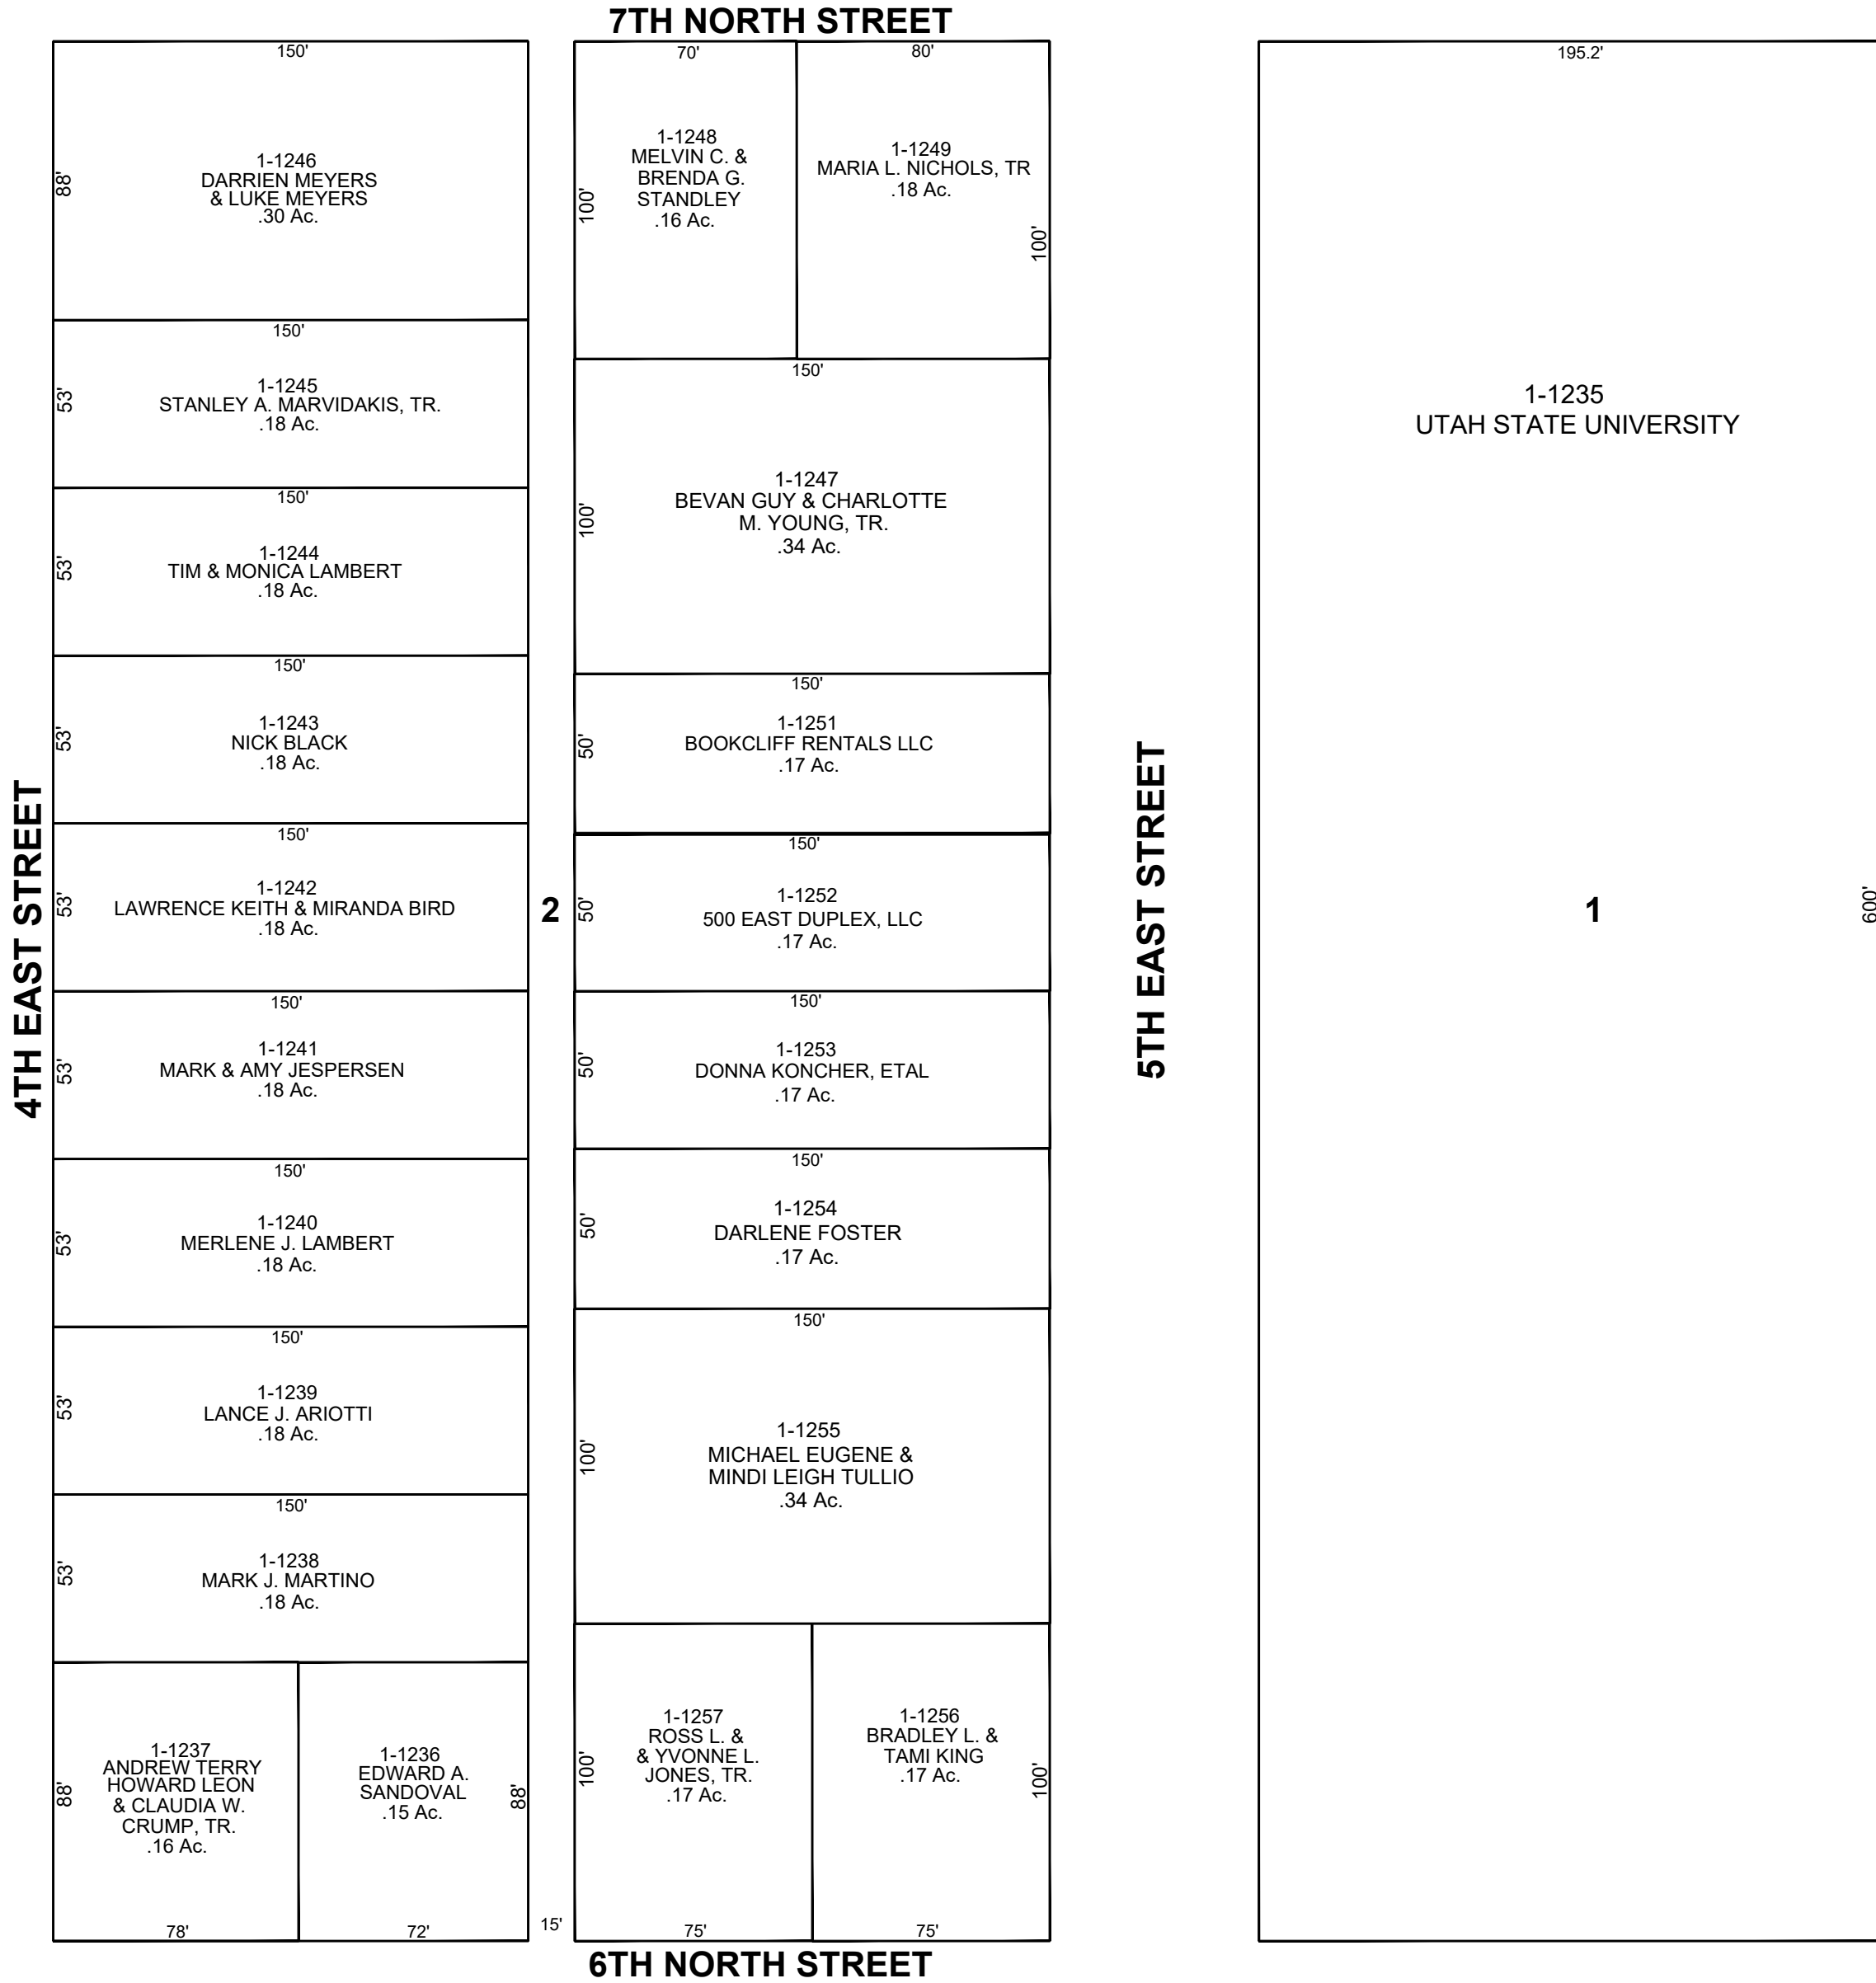 7TH NORTH STREET
150'
88'
1-1246
DARRIEN MEYERS
& LUKE MEYERS
.30 Ac.
150'
53'
1-1245
STANLEY A. MARVIDAKIS, TR.
.18 Ac.
150'
53'
1-1244
TIM & MONICA LAMBERT
.18 Ac.
150'
53'
1-1243
NICK BLACK
.18 Ac.
4TH EAST STREET
150'
53'
1-1242
LAWRENCE KEITH & MIRANDA BIRD
.18 Ac.
150'
53'
1-1241
MARK & AMY JESPERSEN
.18 Ac.
150'
53'
1-1240
MERLENE J. LAMBERT
.18 Ac.
150'
53'
1-1239
LANCE J. ARIOTTI
.18 Ac.
150'
53'
1-1238
MARK J. MARTINO
.18 Ac.
88'
1-1237
ANDREW TERRY
HOWARD LEON
& CLAUDIA W.
CRUMP, TR.
.16 Ac.
78'
1-1236
EDWARD A.
SANDOVAL
.15 Ac.
88'
72'
2
15'
70'
100'
1-1248
MELVIN C. &
BRENDA G.
STANDLEY
.16 Ac.
80'
1-1249
MARIA L. NICHOLS, TR
.18 Ac.
100'
150'
100'
1-1247
BEVAN GUY & CHARLOTTE
M. YOUNG, TR.
.34 Ac.
150'
50'
1-1251
BOOKCLIFF RENTALS LLC
.17 Ac.
150'
50'
1-1252
500 EAST DUPLEX, LLC
.17 Ac.
150'
50'
1-1253
DONNA KONCHER, ETAL
.17 Ac.
150'
50'
1-1254
DARLENE FOSTER
.17 Ac.
150'
100'
1-1255
MICHAEL EUGENE &
MINDI LEIGH TULLIO
.34 Ac.
100'
1-1257
ROSS L. &
& YVONNE L.
JONES, TR.
.17 Ac.
75'
1-1256
BRADLEY L. &
TAMI KING
.17 Ac.
100'
75'
6TH NORTH STREET
5TH EAST STREET
195.2'
1-1235
UTAH STATE UNIVERSITY
1
600'